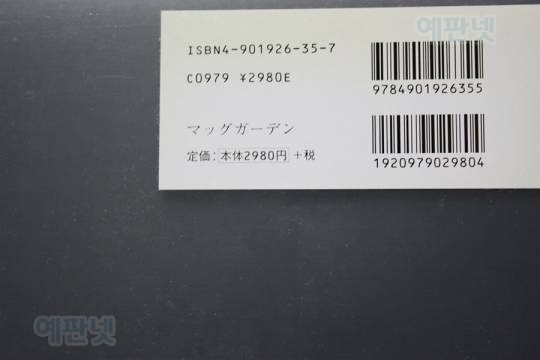 예판넷
ISBN4-901926-35-7
C0979 ¥2980E
9784901926355
マッグガーデン
定価：本体2980円 +税
1920979029804
예판넷